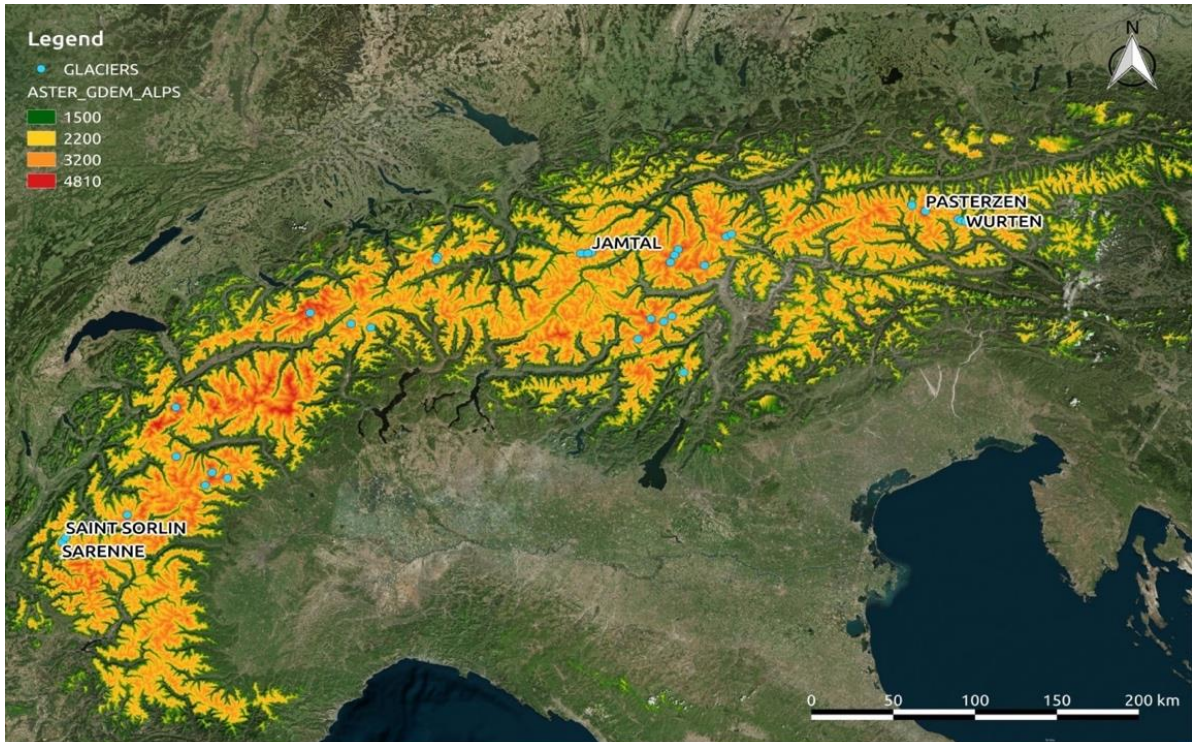 Legend
GLACIERS
ASTER_GDEM_ALPS
1500
2200
3200
4810
N
PASTERZEN
WURTEN
JAMTAL
SAINT SORLIN
SARENNE
0 50 100 150 200 km